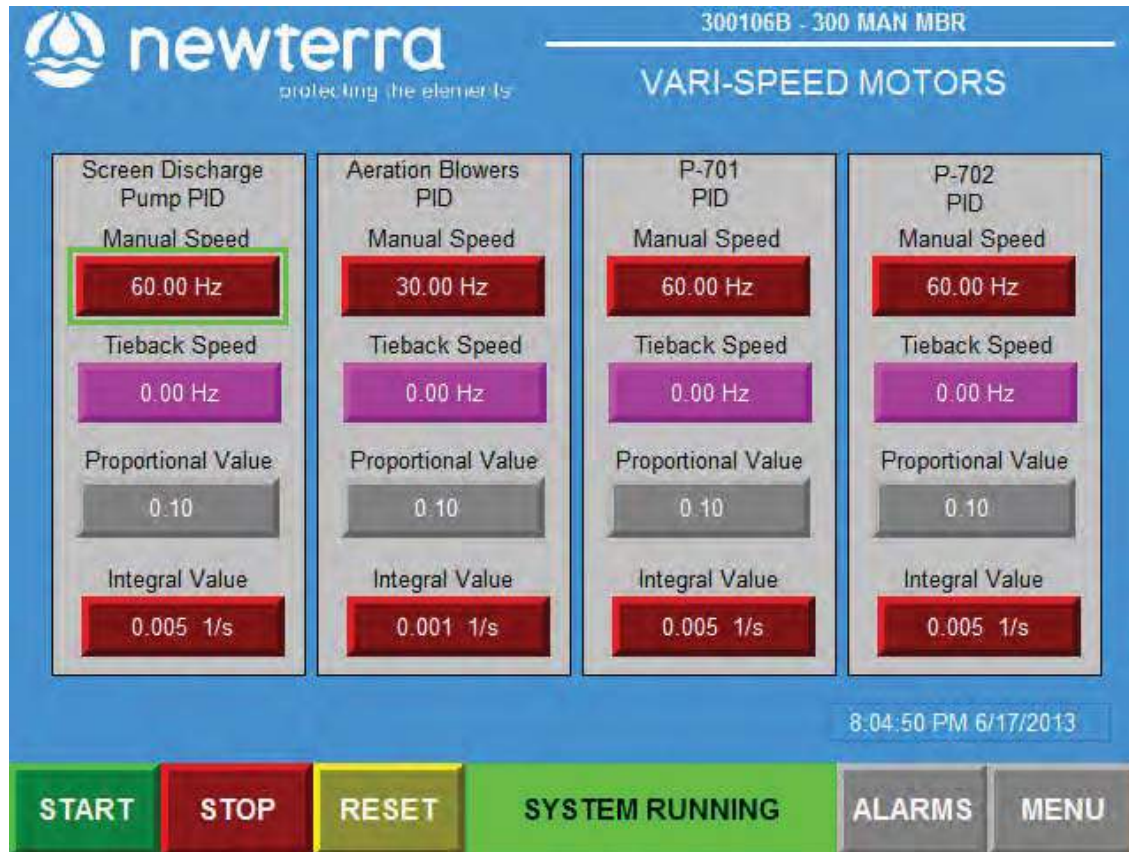 newterra
protecting the elements
300106B - 300 MAN MBR
VARI-SPEED MOTORS
Screen Discharge
Pump PID
Manual Speed
60.00 Hz
Tieback Speed
0.00 Hz
Proportional Value
0.10
Integral Value
0.005 1/s
Aeration Blowers
PID
Manual Speed
30.00 Hz
Tieback Speed
0.00 Hz
Proportional Value
0.10
Integral Value
0.001 1/s
P-701
PID
Manual Speed
60.00 Hz
Tieback Speed
0.00 Hz
Proportional Value
0.10
Integral Value
0.005 1/s
P-702
PID
Manual Speed
60.00 Hz
Tieback Speed
0.00 Hz
Proportional Value
0.10
Integral Value
0.005 1/s
8:04:50 PM 6/17/2013
START
STOP
RESET
SYSTEM RUNNING
ALARMS
MENU